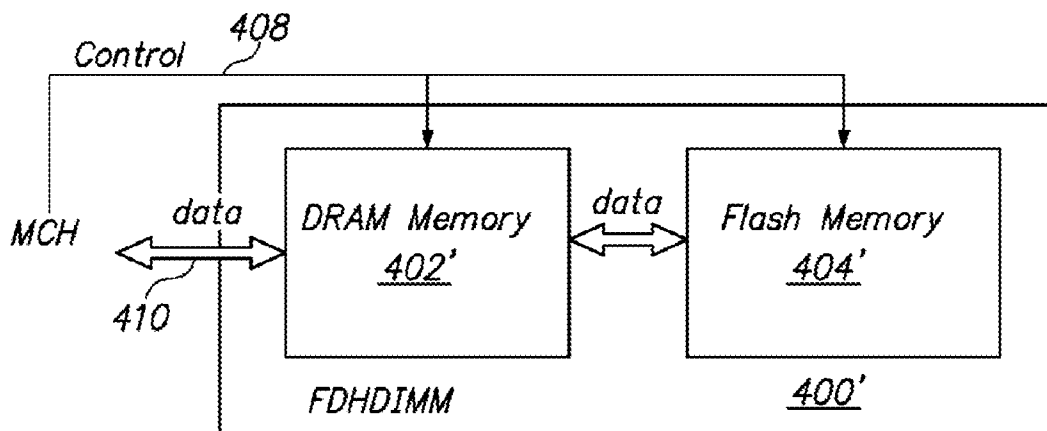 408
Control
data
DRAM Memory
402'
data
Flash Memory
404'
MCH
410
FDHDIMM
400'